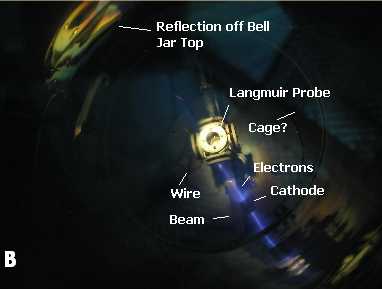 Reflection off Bell
Jar Top
Langmuir Probe
Cage?
Electrons
Cathode
Wire
Beam
B